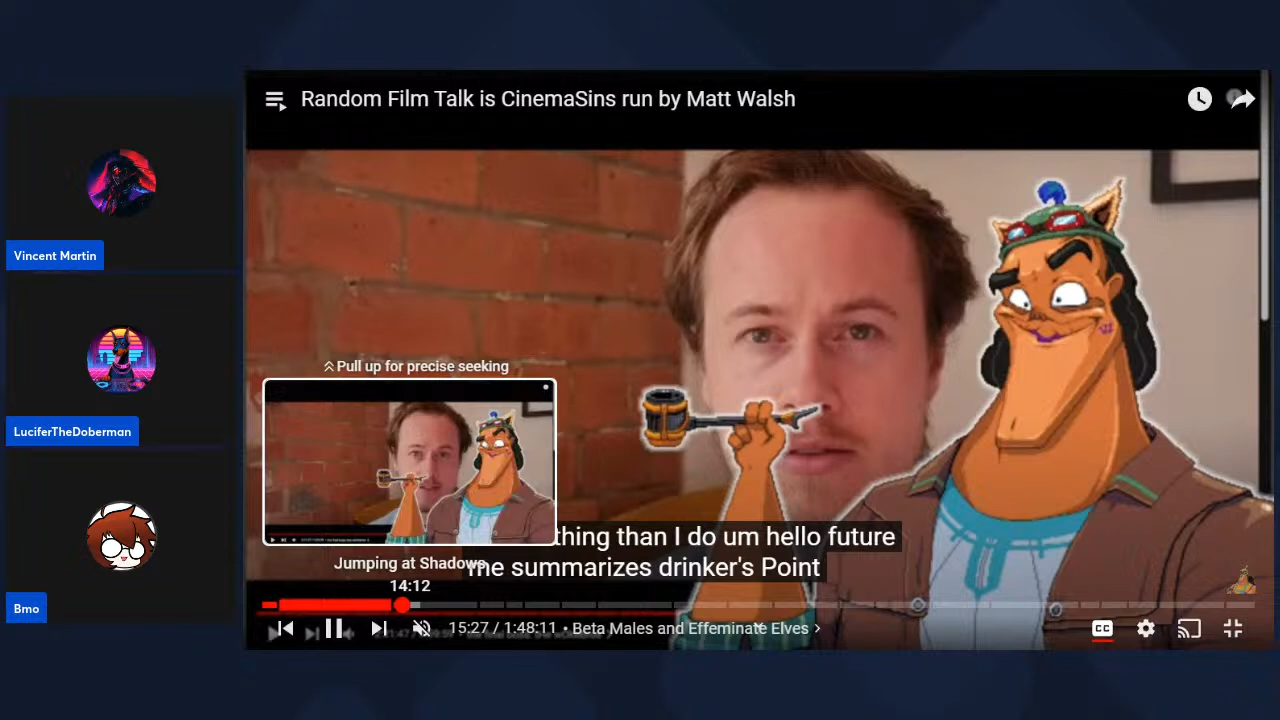 Random Film Talk is CinemaSins run by Matt Walsh
Vincent Martin
Pull up for precise seeking
LuciferTheDoberman
thing than I do um hello future
me summarizes drinker's Point
Jumping at Shadows
14:12
Bmo
15:27 / 1:48:11 • Beta Males and Effeminate Elves
CC